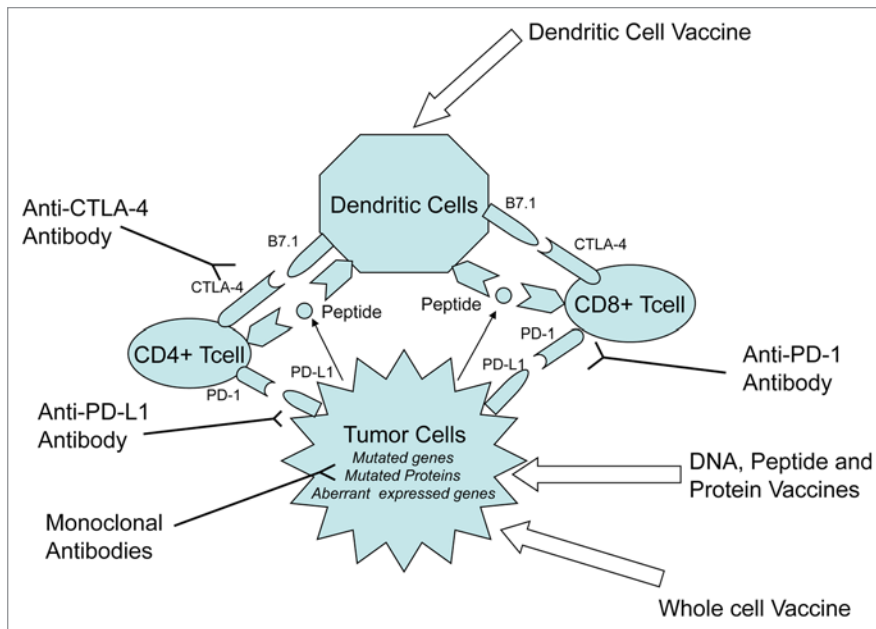 Dendritic Cell Vaccine
Dendritic Cells
B7.1
CTLA-4
Anti-CTLA-4
Antibody
B7.1
CTLA-4
Peptide
Peptide
CD8+ Tcell
CD4+ Tcell
PD-1
PD-L1
PD-L1
PD-1
Anti-PD-1
Antibody
Anti-PD-L1
Antibody
Tumor Cells
Mutated genes
Mutated Proteins
Aberrant expressed genes
DNA, Peptide and
Protein Vaccines
Monoclonal
Antibodies
Whole cell Vaccine